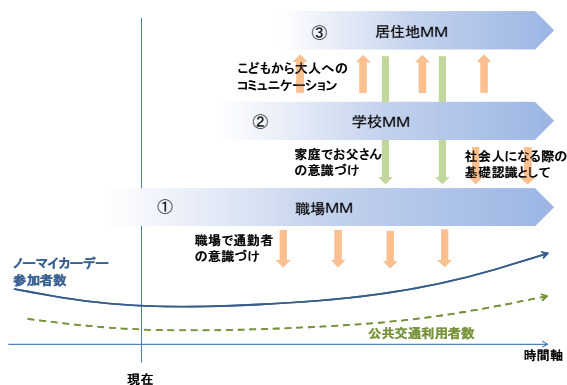 ③ 居住地MM
こどもから大人への
コミュニケーション
② 学校MM
家庭でお父さん
の意識づけ
社会人になる際の
基礎認識として
① 職場MM
職場で通勤者
の意識づけ
ノーマイカーデー
参加者数
公共交通利用者数
時間軸
現在